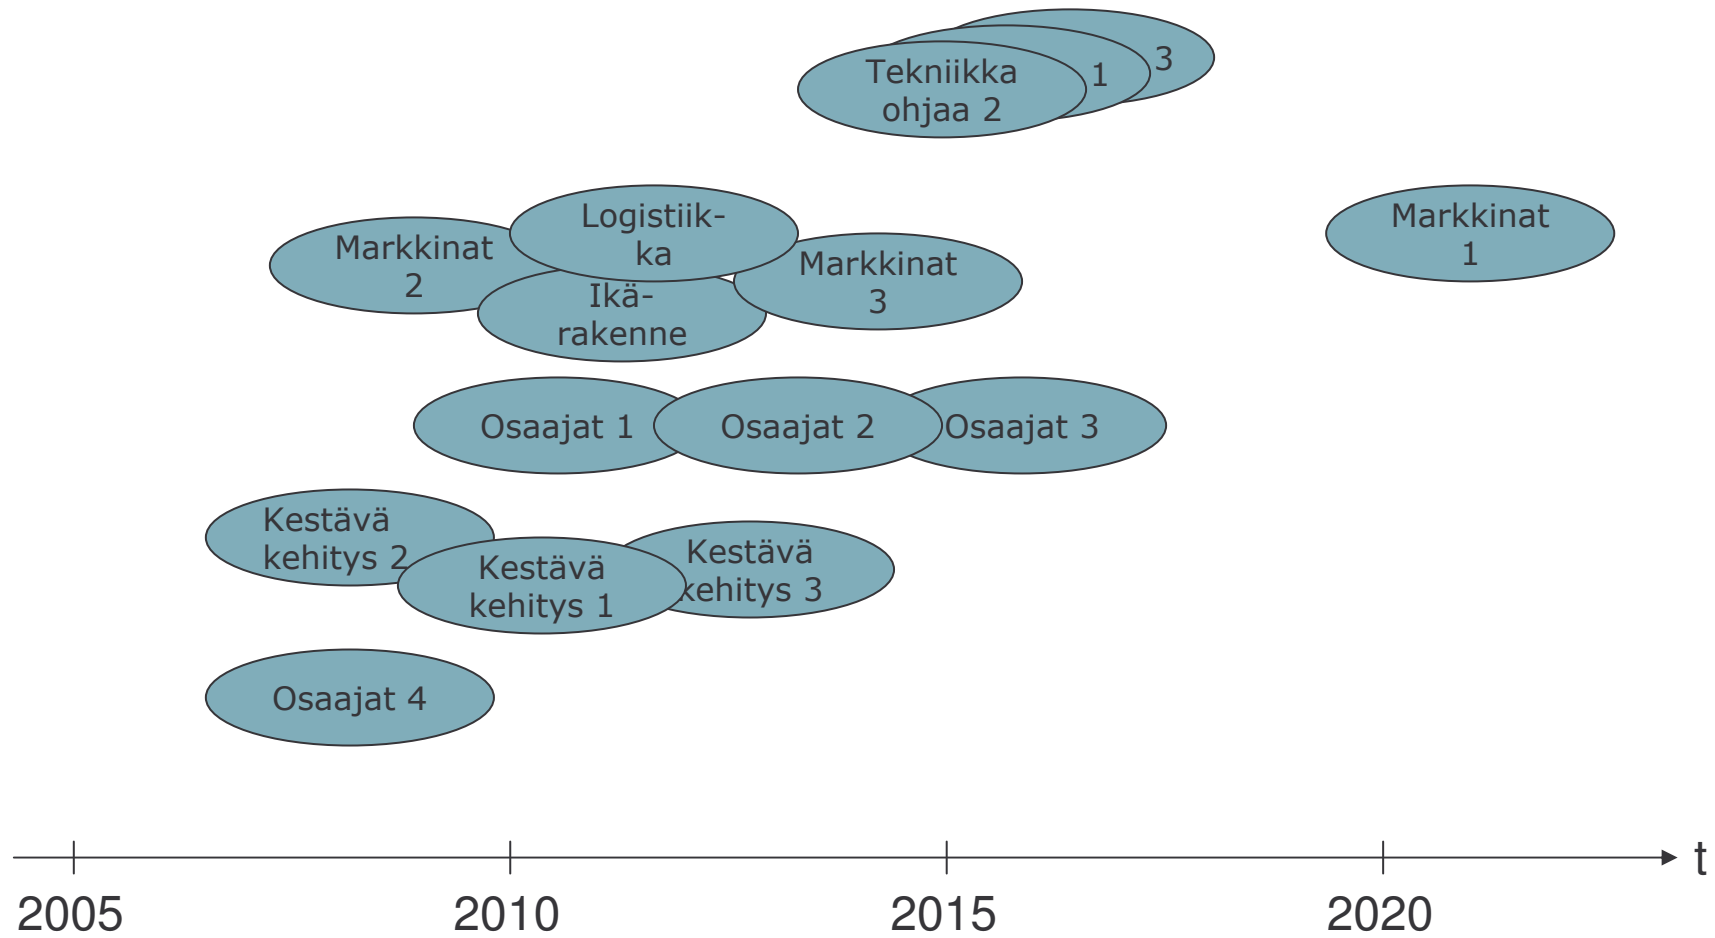 3
1
Tekniikka
ohjaa 2
Logistiik-
ka
Markkinat
2
Markkinat
3
Markkinat
1
Ikä-
rakenne
Osaajat 1
Osaajat 2
Osaajat 3
Kestävä
kehitys 2
Kestävä
kehitys 1
Kestävä
kehitys 3
Osaajat 4
t
2005
2010
2015
2020